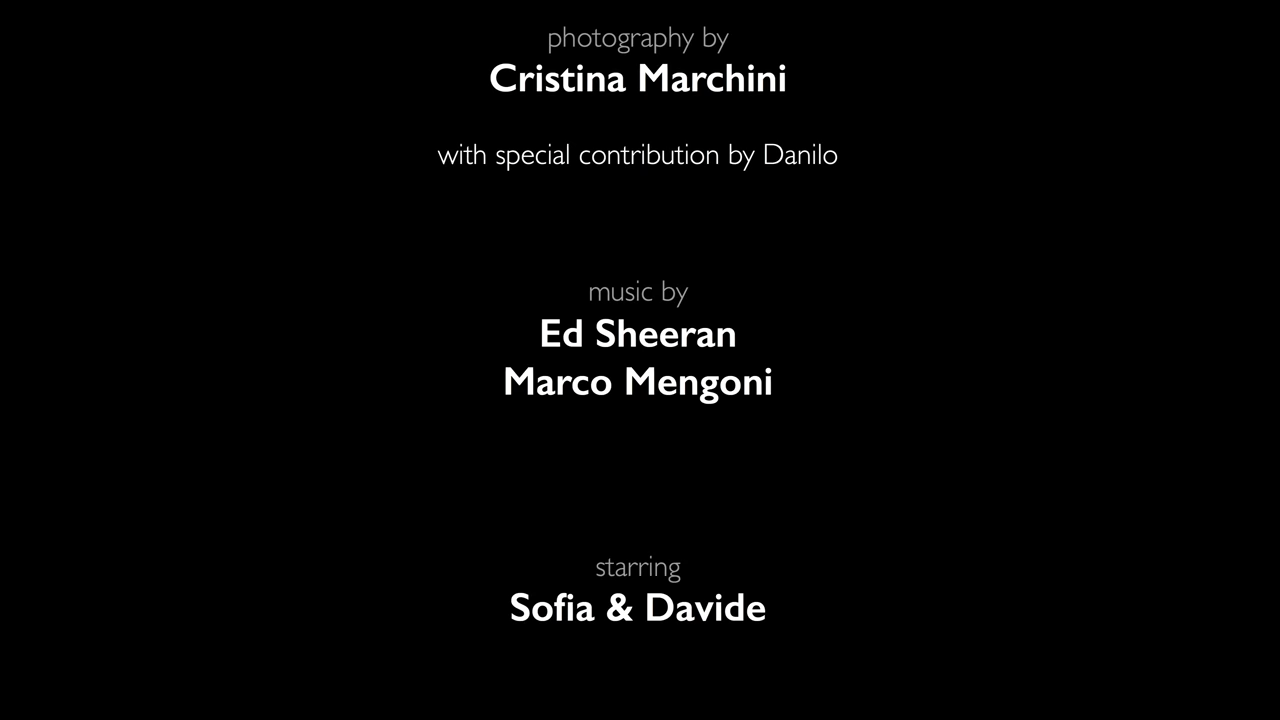 photography by
Cristina Marchini
with special contribution by Danilo
music by
Ed Sheeran
Marco Mengoni
starring
Sofia & Davide